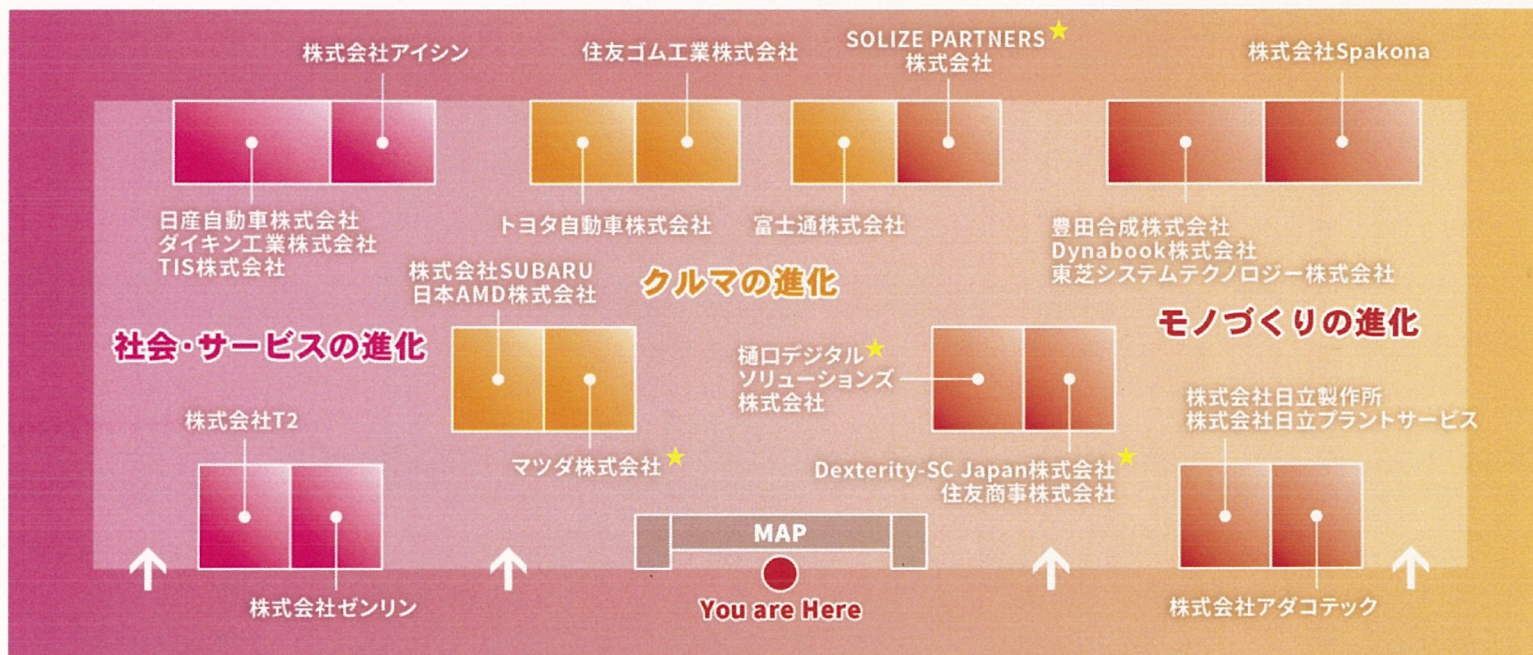 株式会社アイシン
住友ゴム工業株式会社
SOLIZE PARTNERS
株式会社
株式会社Spakona
日産自動車株式会社
ダイキン工業株式会社
TIS株式会社
トヨタ自動車株式会社
富士通株式会社
豊田合成株式会社
Dynabook株式会社
東芝システムテクノロジー株式会社
株式会社SUBARU
日本AMD株式会社
クルマの進化
社会・サービスの進化
モノづくりの進化
樋口デジタル
ソリューションズ
株式会社
株式会社日立製作所
株式会社日立プラントサービス
株式会社T2
マツダ株式会社
Dexterity-SC Japan株式会社
住友商事株式会社
MAP
You are Here
株式会社ゼンリン
株式会社アダコテック